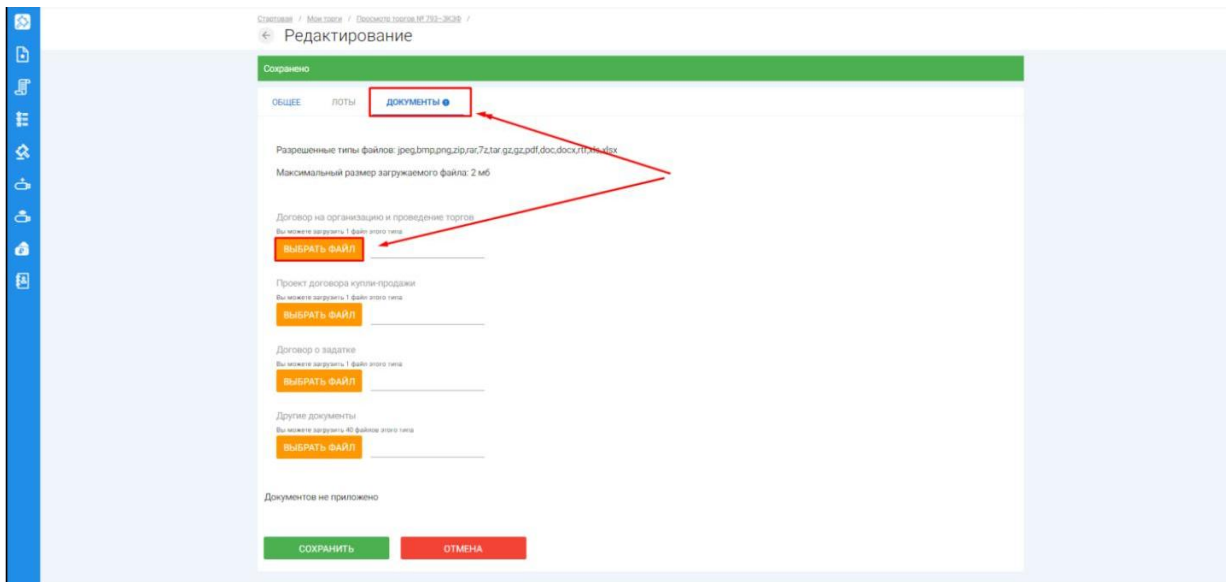 Стартовая / Мои торги / Просмотр торгов № 793-ЗКЭФ /
Редактирование
Сохранено
ОБЩЕЕ ЛОТЫ ДОКУМЕНТЫ
Разрешенные типы файлов: jpeg,bmp,png,zip,rar,7z,tar.gz,gz,pdf,doc,docx,rtf,xls,xlsx
Максимальный размер загружаемого файла: 2 мб
Договор на организацию и проведение торгов
Вы можете загрузить 1 файл этого типа
ВЫБРАТЬ ФАЙЛ
Проект договора купли-продажи
Вы можете загрузить 1 файл этого типа
ВЫБРАТЬ ФАЙЛ
Договор о задатке
Вы можете загрузить 1 файл этого типа
ВЫБРАТЬ ФАЙЛ
Другие документы
Вы можете загрузить 40 файлов этого типа
ВЫБРАТЬ ФАЙЛ
Документов не приложено
СОХРАНИТЬ ОТМЕНА